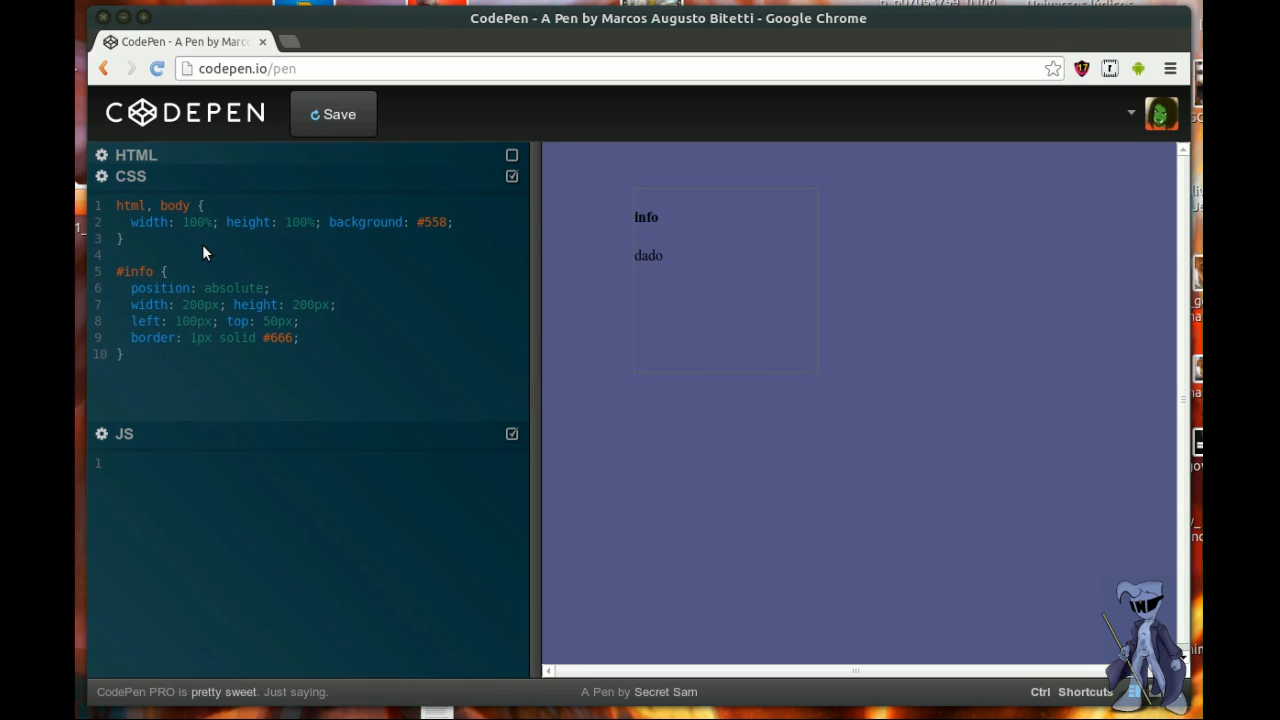 CodePen - A Pen by Marcos Augusto Bitetti - Google Chrome
CodePen - A Pen by Marc
codepen.io/pen
17
CODEPEN
Save
HTML
CSS
1 html, body {
2 width: 100%; height: 100%; background: #558;
3 }
4
5 #info {
6 position: absolute;
7 width: 200px; height: 200px;
8 left: 100px; top: 50px;
9 border: 1px solid #666;
10 }
JS
1
info
dado
CodePen PRO is pretty sweet. Just saying.
A Pen by Secret Sam
Ctrl Shortcuts